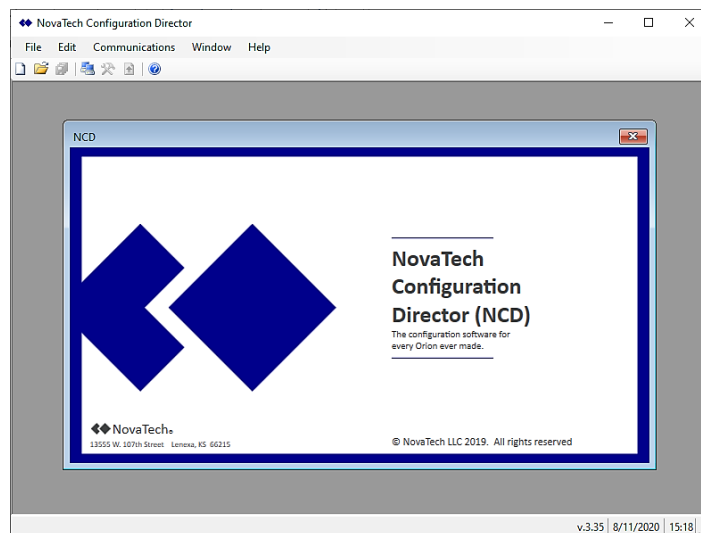 NovaTech Configuration Director
File Edit Communications Window Help
NCD
NovaTech
Configuration
Director (NCD)
The configuration software for
every Orion ever made.
NovaTech®
13555 W. 107th Street Lenexa, KS 66215
© NovaTech LLC 2019. All rights reserved
v.3.35 8/11/2020 15:18